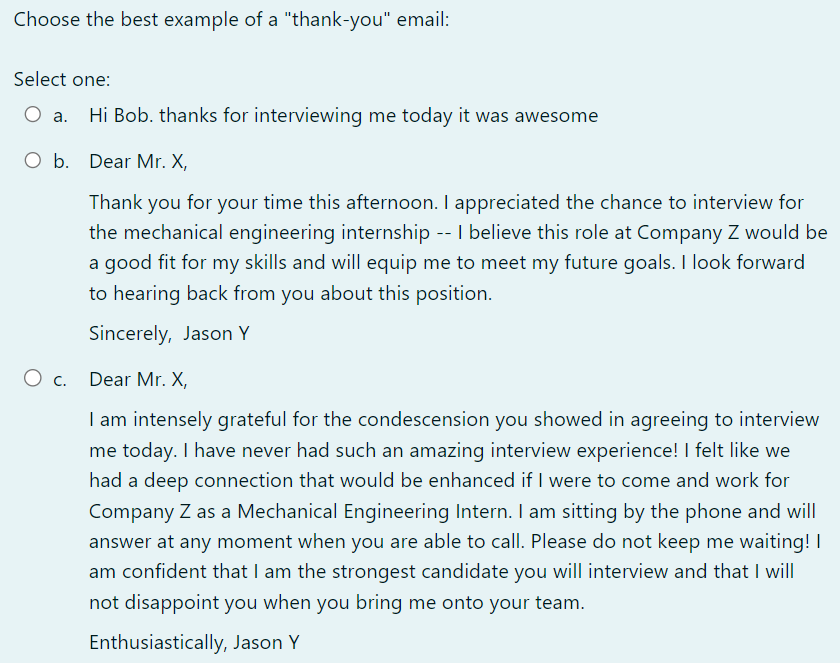 Choose the best example of a "thank-you" email:
Select one:
a. Hi Bob. thanks for interviewing me today it was awesome
b. Dear Mr. X,
Thank you for your time this afternoon. I appreciated the chance to interview for
the mechanical engineering internship -- I believe this role at Company Z would be
a good fit for my skills and will equip me to meet my future goals. I look forward
to hearing back from you about this position.
Sincerely,  Jason Y
c. Dear Mr. X,
I am intensely grateful for the condescension you showed in agreeing to interview
me today. I have never had such an amazing interview experience! I felt like we
had a deep connection that would be enhanced if I were to come and work for
Company Z as a Mechanical Engineering Intern. I am sitting by the phone and will
answer at any moment when you are able to call. Please do not keep me waiting! I
am confident that I am the strongest candidate you will interview and that I will
not disappoint you when you bring me onto your team.
Enthusiastically, Jason Y